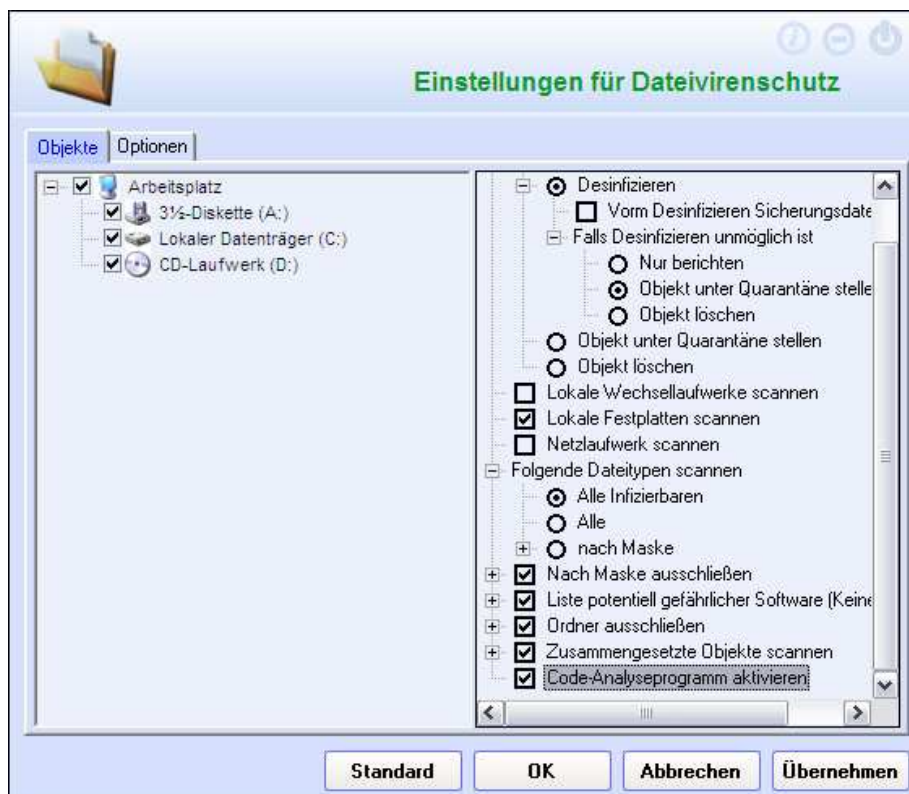 Einstellungen für Dateivirenschutz
Objekte
Optionen
Arbeitsplatz
3½-Diskette (A:)
Lokaler Datenträger (C:)
CD-Laufwerk (D:)
Desinfizieren
Vorm Desinfizieren Sicherungsdate
Falls Desinfizieren unmöglich ist
Nur berichten
Objekt unter Quarantäne stelle
Objekt löschen
Objekt unter Quarantäne stellen
Objekt löschen
Lokale Wechsellaufwerke scannen
Lokale Festplatten scannen
Netzlaufwerk scannen
Folgende Dateitypen scannen
Alle Infizierbaren
Alle
nach Maske
Nach Maske ausschließen
Liste potentiell gefährlicher Software (Keine
Ordner ausschließen
Zusammengesetzte Objekte scannen
Code-Analyseprogramm aktivieren
Standard
OK
Abbrechen
Übernehmen